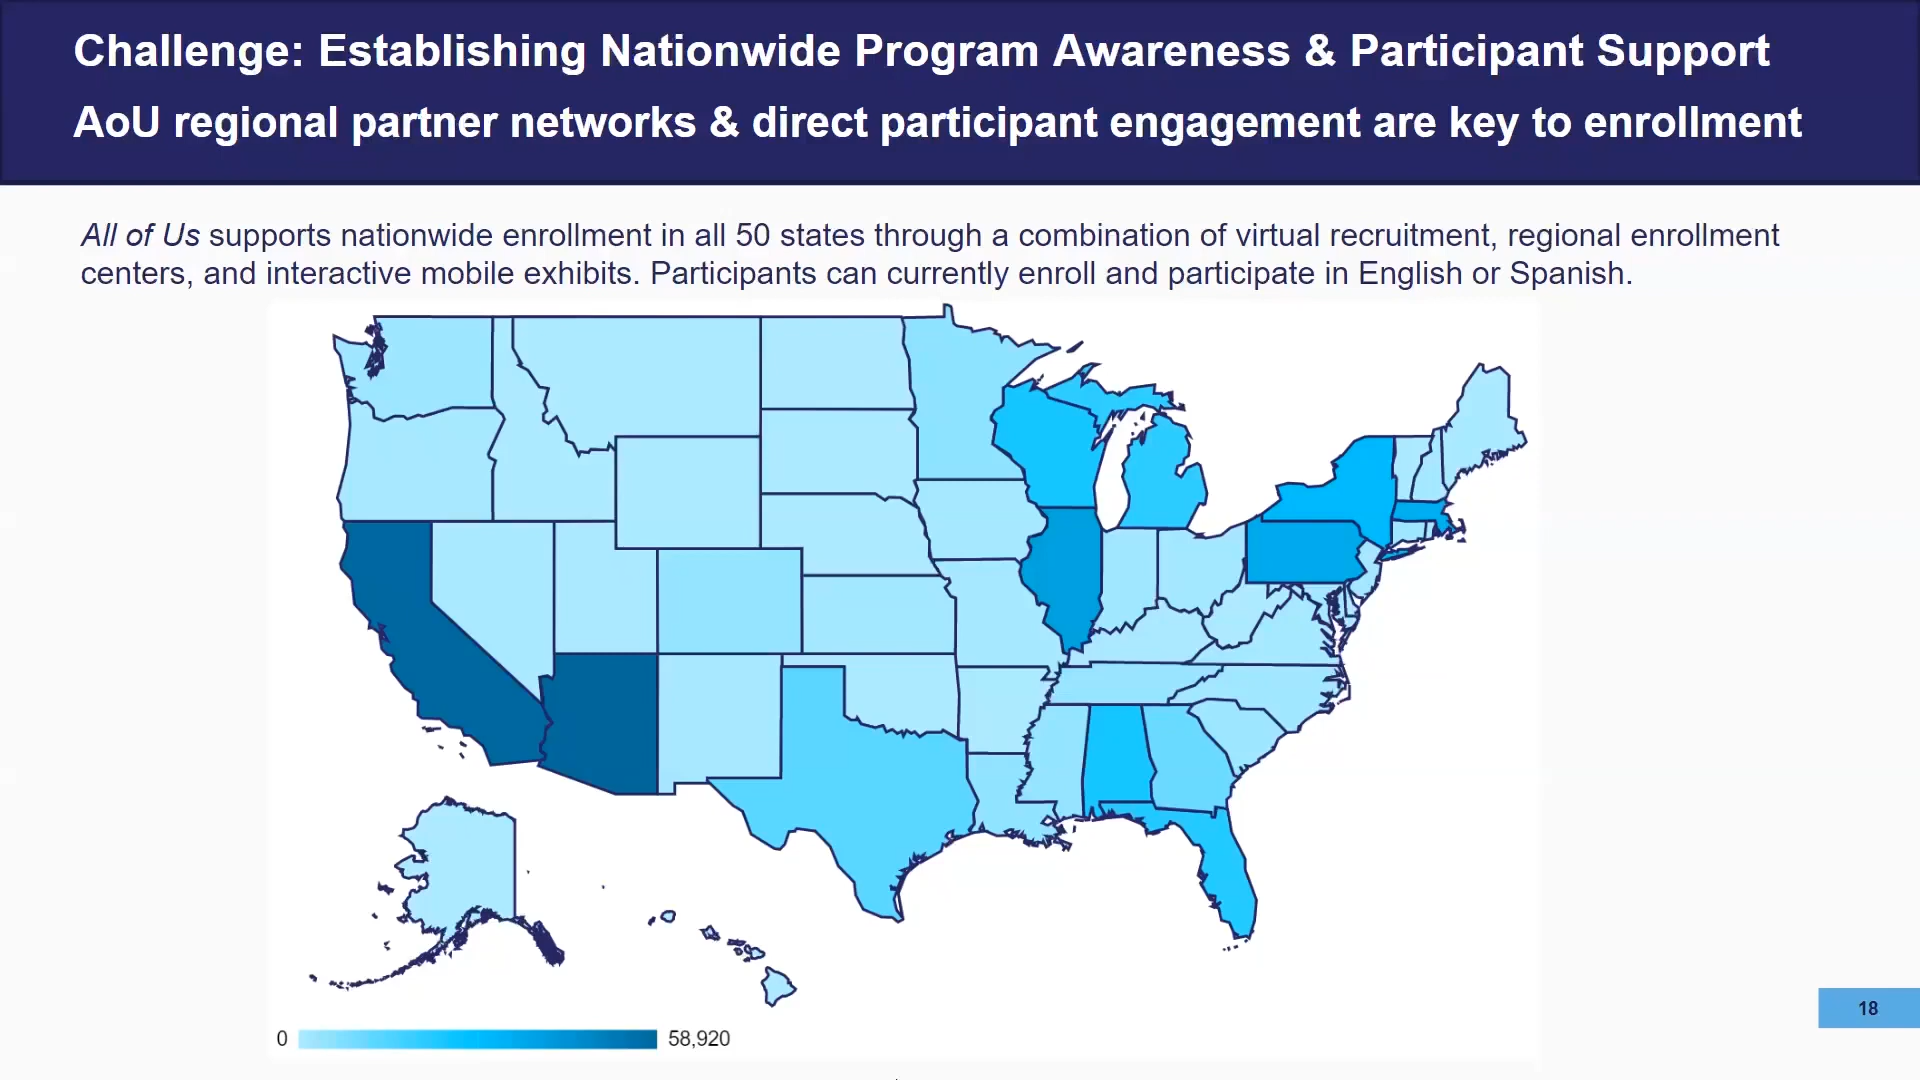 Challenge: Establishing Nationwide Program Awareness & Participant Support
AoU regional partner networks & direct participant engagement are key to enrollment
All of Us supports nationwide enrollment in all 50 states through a combination of virtual recruitment, regional enrollment
centers, and interactive mobile exhibits. Participants can currently enroll and participate in English or Spanish.
18
0 58,920